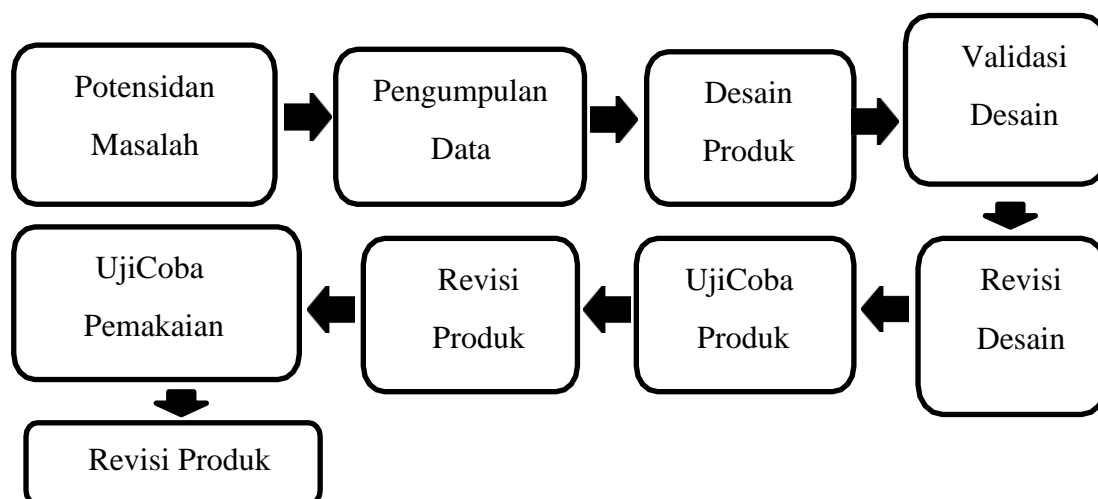 Potensidan
Masalah
Pengumpulan
Data
Desain
Produk
Validasi
Desain
Revisi
Desain
UjiCoba
Produk
Revisi
Produk
UjiCoba
Pemakaian
Revisi Produk